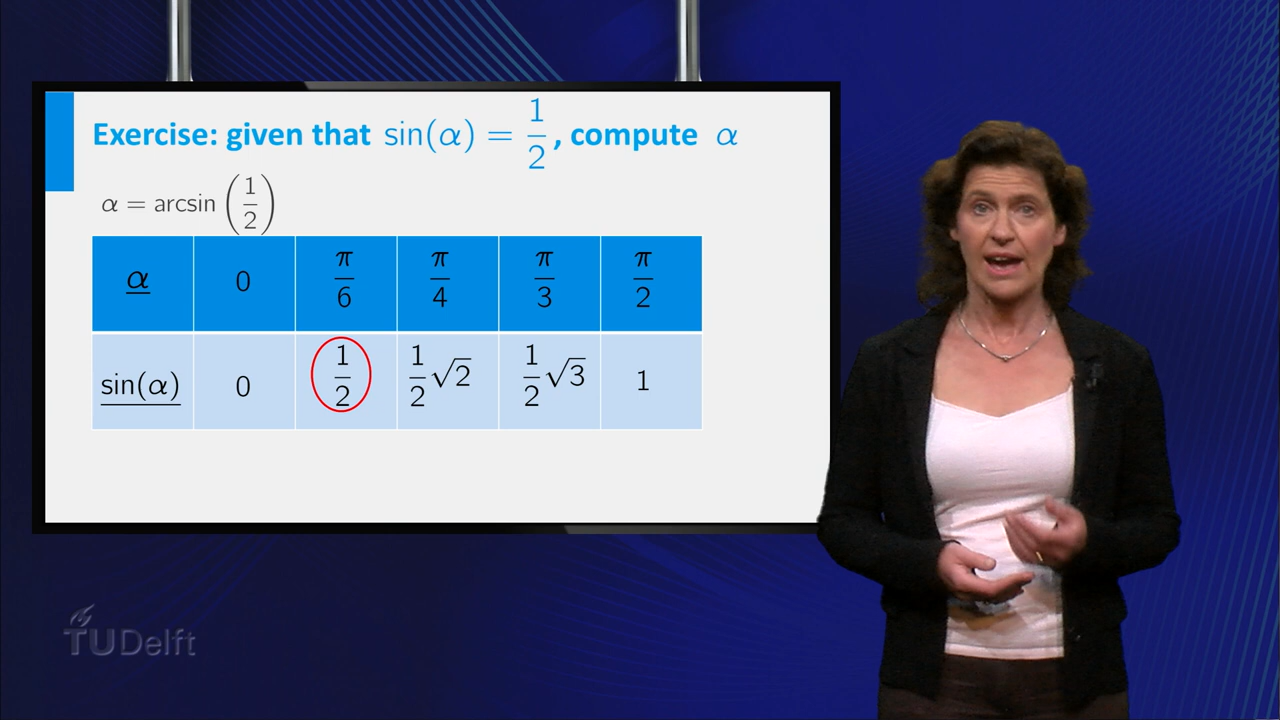 Exercise: given that sin(α) = 1/2, compute α
α = arcsin (1/2)
α 0 π/6 π/4 π/3 π/2
sin(α) 0 1/2 1/2√2 1/2√3 1
TUDelft